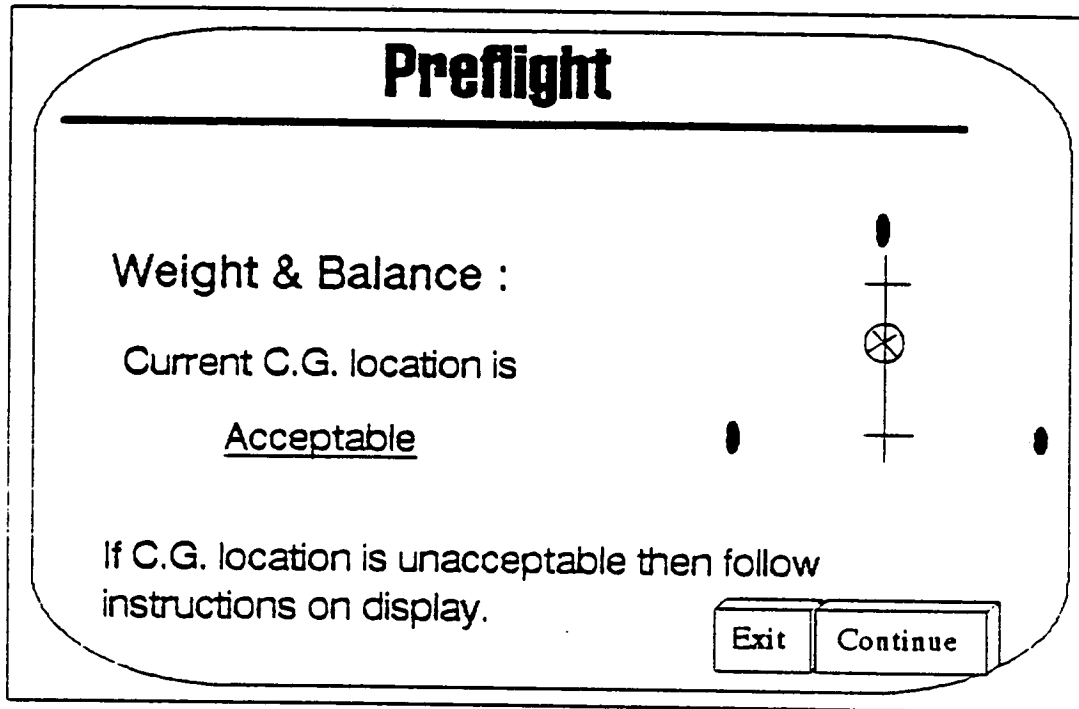 Preflight
Weight & Balance :
Current C.G. location is
Acceptable
If C.G. location is unacceptable then follow
instructions on display.
Exit
Continue